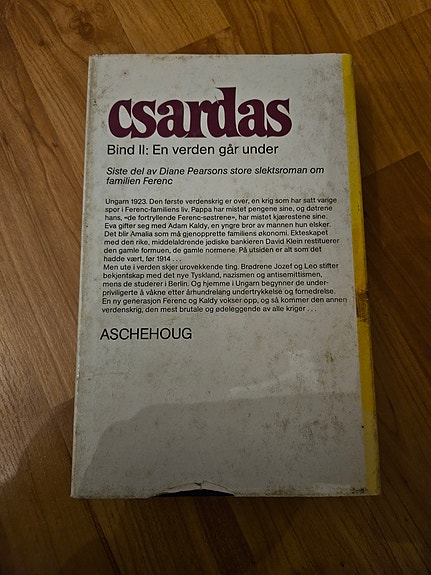 csardas
Bind II: En verden går under
Siste del av Diane Pearsons store slektsroman om
familien Ferenc
Ungarn 1923. Den første verdenskrig er over, en krig som har satt varige
spor i Ferenc-familiens liv. Pappa har mistet pengene sine, og døtrene
hans, «de fortryllende Ferenc-søstrene», har mistet kjærestene sine.
Eva gifter seg med Adam Kaldy, en yngre bror av mannen hun elsker.
Det blir Amalia som må gjenopprette familiens økonomi. Ekteskapet
med den rike, middelaldrende jødiske bankieren David Klein restituerer
den gamle formuen, de gamle normene. På utsiden er alt som det
hadde vært, før 1914 . . .
Men ute i verden skjer urovekkende ting. Brødrene Jozef og Leo stifter
bekjentskap med det nye Tyskland, nazismen og antisemittismen,
mens de studerer i Berlin. Og hjemme i Ungarn begynner de under-
priviligerte å våkne etter århundrelang undertrykkelse og fornedrelse.
En ny generasjon Ferenc og Kaldy vokser opp, og så kommer den annen
verdenskrig, den mest brutale og ødeleggende av alle kriger . . .
ASCHEHOUG